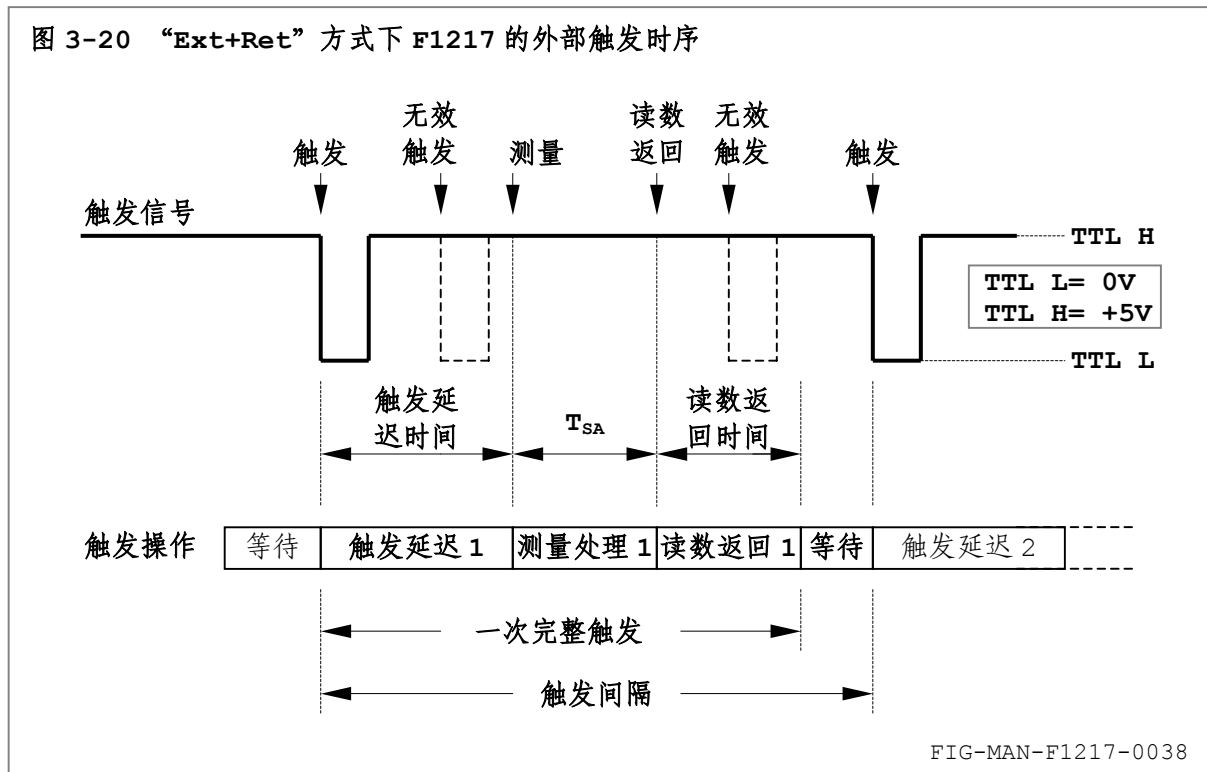 图 3-20 “Ext+Ret”方式下 F1217 的外部触发时序
触发
无效
触发
测量
读数
返回
无效
触发
触发
触发信号
TTL H
TTL L= 0V
TTL H= +5V
TTL L
触发延
迟时间
TSA
读数返
回时间
触发操作
等待
触发延迟 1
测量处理 1
读数返回 1
等待
触发延迟 2
一次完整触发
触发间隔
FIG-MAN-F1217-0038